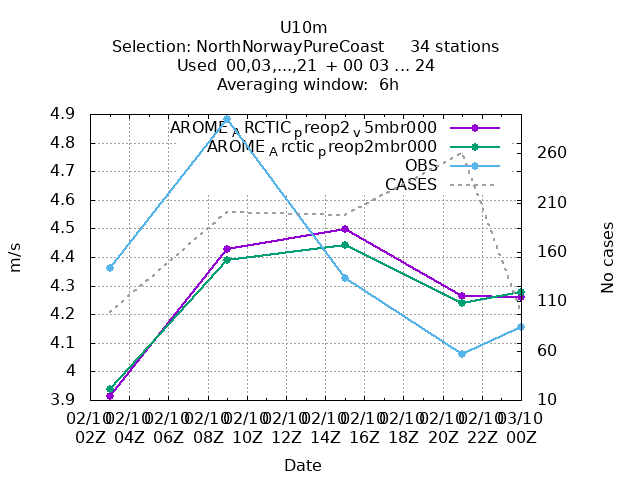 U10m
Selection: NorthNorwayPureCoast 34 stations
Used 00,03,...,21 + 00 03 ... 24
Averaging window: 6h
AROME_ARCTIC_preop2_v5mbr000
AROME_Arctic_preop2mbr000
OBS
CASES
4.9
4.8
4.7
4.6
4.5
4.4
4.3
4.2
4.1
4
3.9
m/s
260
210
160
110
60
10
No cases
02/10 02/10 02/10 02/10 02/10 02/10 02/10 02/10 02/10 02/10 02/10 03/10
02Z 04Z 06Z 08Z 10Z 12Z 14Z 16Z 18Z 20Z 22Z 00Z
Date